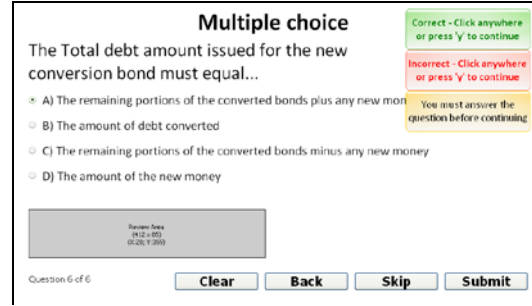 Multiple choice
Correct - Click anywhere
or press 'y' to continue
The Total debt amount issued for the new
conversion bond must equal...
Incorrect - Click anywhere
or press 'y' to continue
A) The remaining portions of the converted bonds plus any new mon
You must answer the
question before continuing
B) The amount of debt converted
C) The remaining portions of the converted bonds minus any new money
D) The amount of the new money
Review Area
Question 6 of 6
Clear Back Skip Submit